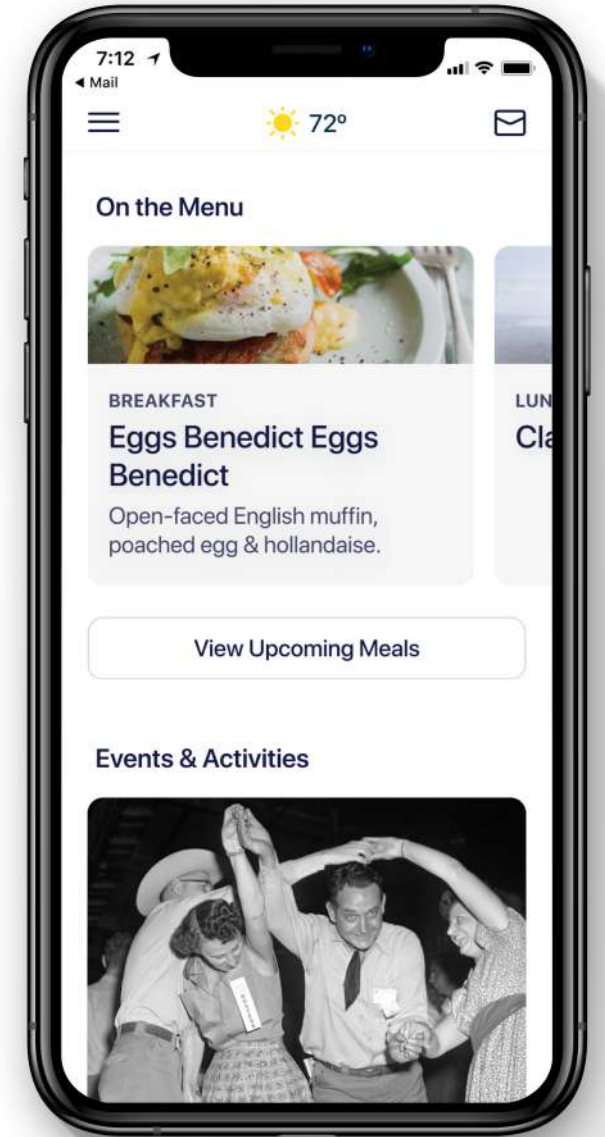 7:12
Mail
72°
On the Menu
BREAKFAST
Eggs Benedict Eggs
Benedict
Open-faced English muffin,
poached egg & hollandaise.
LUN
Cla
View Upcoming Meals
Events & Activities